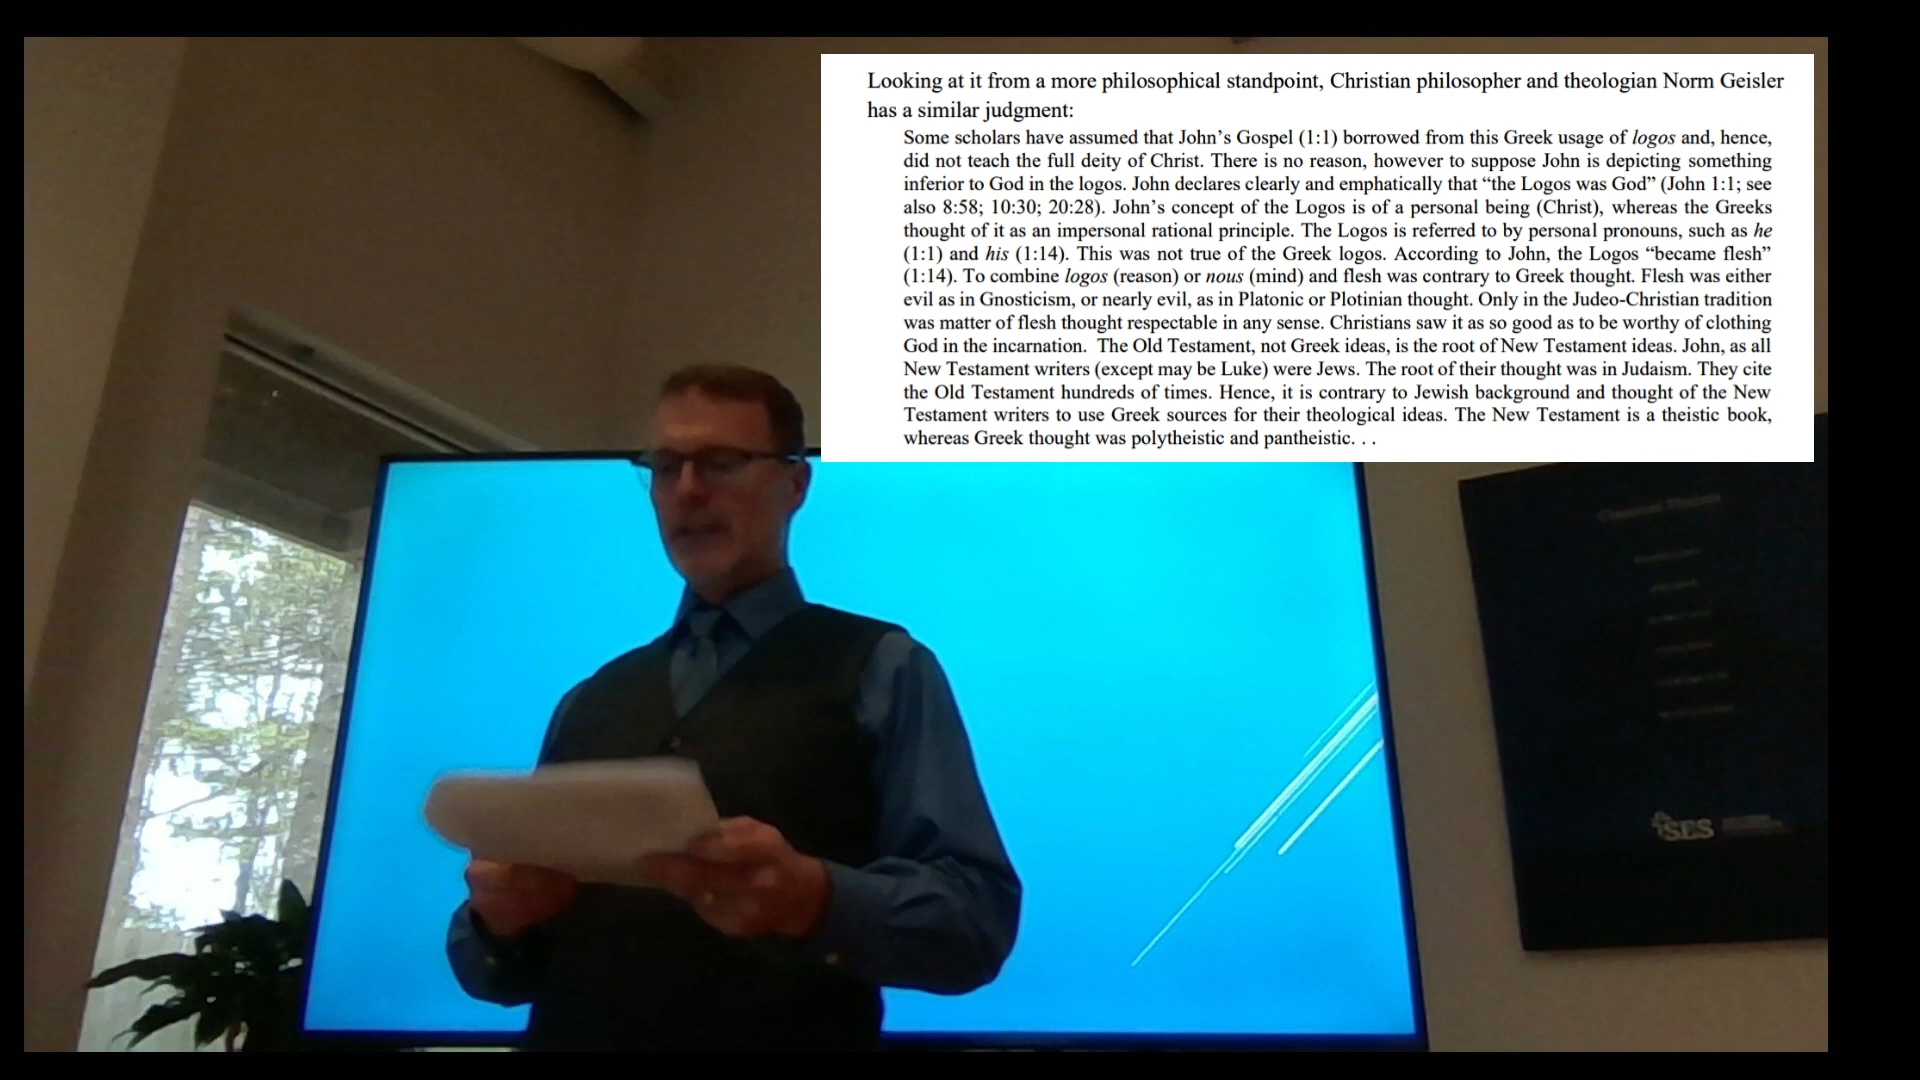 Looking at it from a more philosophical standpoint, Christian philosopher and theologian Norm Geisler
has a similar judgment:
Some scholars have assumed that John’s Gospel (1:1) borrowed from this Greek usage of logos and, hence,
did not teach the full deity of Christ. There is no reason, however to suppose John is depicting something
inferior to God in the logos. John declares clearly and emphatically that “the Logos was God” (John 1:1; see
also 8:58; 10:30; 20:28). John’s concept of the Logos is of a personal being (Christ), whereas the Greeks
thought of it as an impersonal rational principle. The Logos is referred to by personal pronouns, such as he
(1:1) and his (1:14). This was not true of the Greek logos. According to John, the Logos “became flesh”
(1:14). To combine logos (reason) or nous (mind) and flesh was contrary to Greek thought. Flesh was either
evil as in Gnosticism, or nearly evil, as in Platonic or Plotinian thought. Only in the Judeo-Christian tradition
was matter of flesh thought respectable in any sense. Christians saw it as so good as to be worthy of clothing
God in the incarnation. The Old Testament, not Greek ideas, is the root of New Testament ideas. John, as all
New Testament writers (except may be Luke) were Jews. The root of their thought was in Judaism. They cite
the Old Testament hundreds of times. Hence, it is contrary to Jewish background and thought of the New
Testament writers to use Greek sources for their theological ideas. The New Testament is a theistic book,
whereas Greek thought was polytheistic and pantheistic. . .
Classical Theism
SES